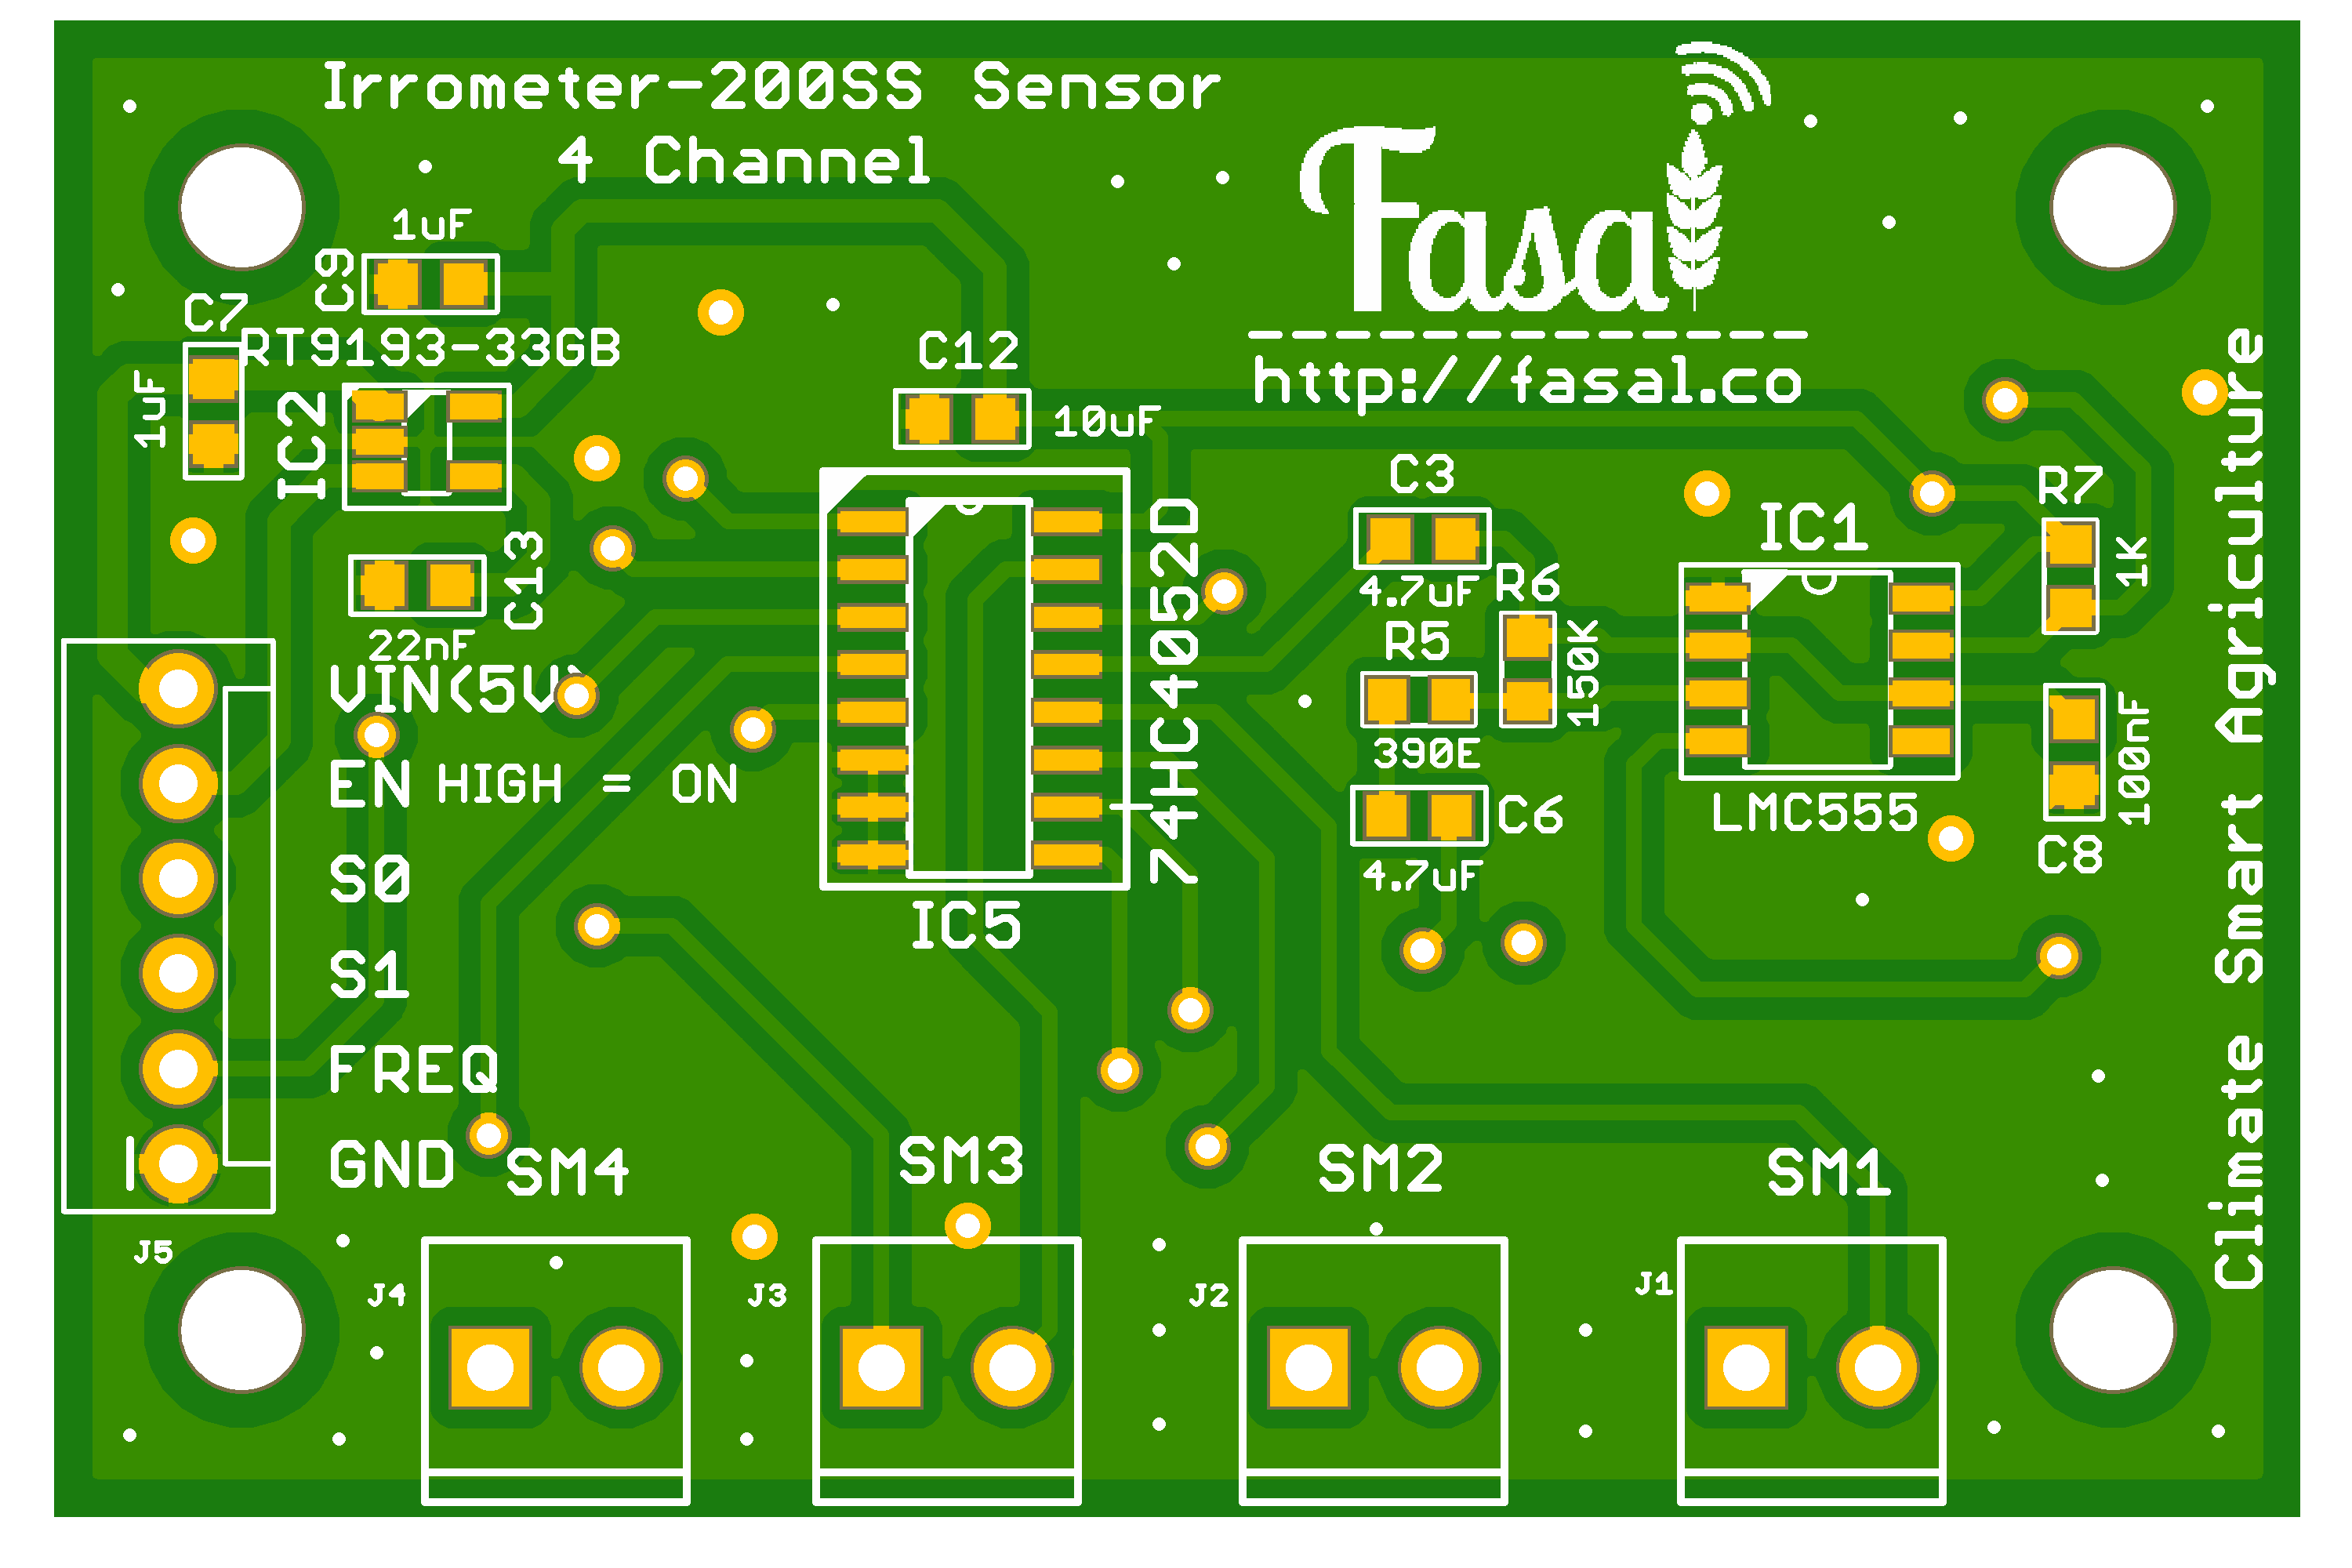 Irrometer-200SS Sensor
4 Channel
Fasal
http://fasal.co
1uF
C9
C7
RT9193-33GB
1uF
IC2
C12
10uF
C13
22nF
C3
4.7uF
R6
150K
R5
390E
C6
4.7uF
IC1
LMC555
R7
1K
100nF
C8
74HC4052D
IC5
VIN(5V)
EN HIGH = ON
S0
S1
FREQ
GND
SM4
SM3
SM2
SM1
J5
J4
J3
J2
J1
Climate Smart Agriculture